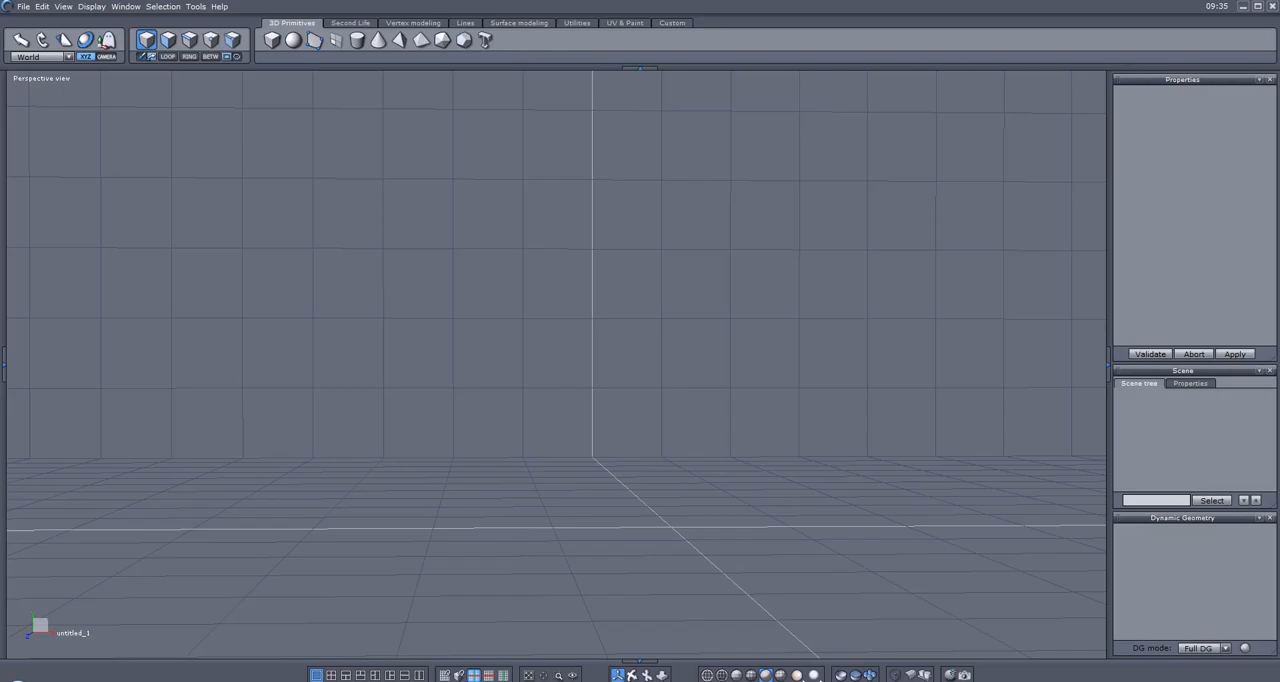 File Edit View Display Window Selection Tools Help 09:35
3D Primitives Second Life Vertex modeling Lines Surface modeling Utilities UV & Paint Custom
World XYZ CAMERA LOOP RING BETW
Perspective view
Properties
Validate Abort Apply
Scene
Scene tree Properties
Select
Dynamic Geometry
untitled_1
DG mode: Full DG